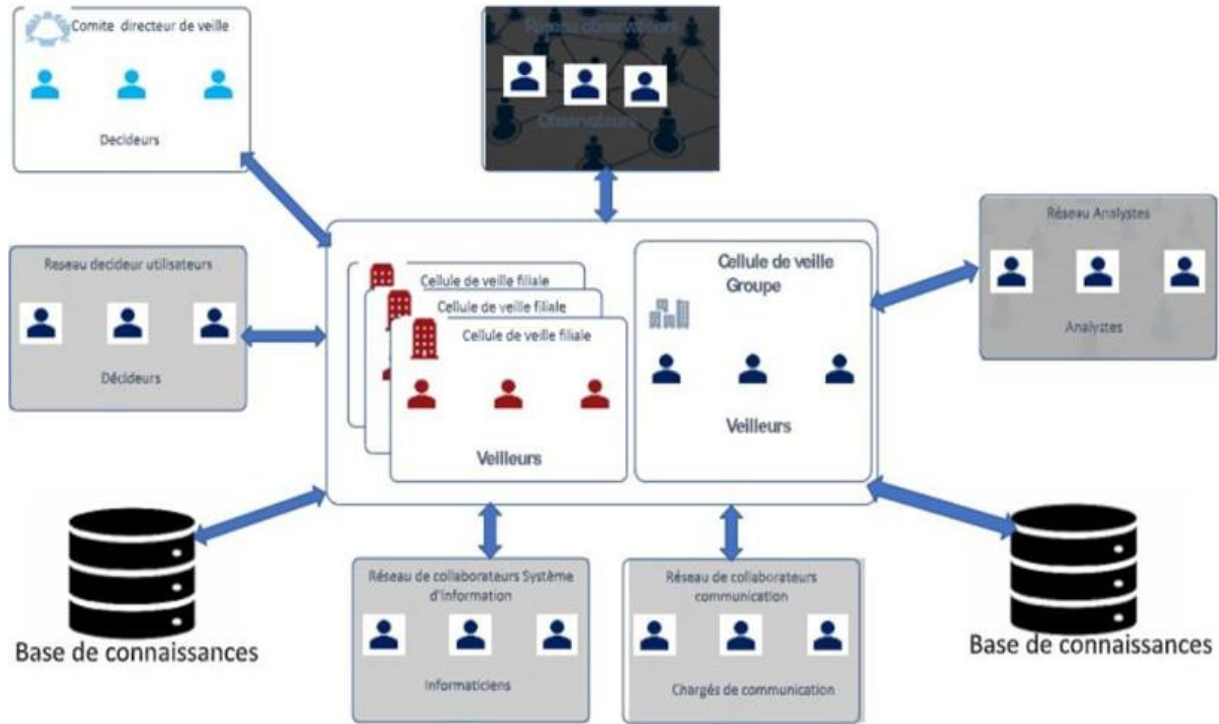 Comite directeur de veille
Decideurs
Reseau observateurs
Observateurs
Reseau decideur utilisateurs
Décideurs
Cellule de veille filiale
Cellule de veille filiale
Cellule de veille filiale
Veilleurs
Cellule de veille
Groupe
Veilleurs
Réseau Analystes
Analystes
Base de connaissances
Réseau de collaborateurs Système
d'Information
Informaticiens
Réseau de collaborateurs
communication
Chargés de communication
Base de connaissances